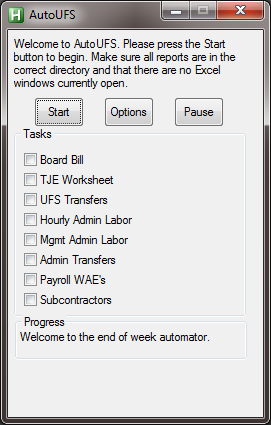 AutoUFS
Welcome to AutoUFS. Please press the Start
button to begin. Make sure all reports are in the
correct directory and that there are no Excel
windows currently open.
Start Options Pause
Tasks
Board Bill
TJE Worksheet
UFS Transfers
Hourly Admin Labor
Mgmt Admin Labor
Admin Transfers
Payroll WAE's
Subcontractors
Progress
Welcome to the end of week automator.